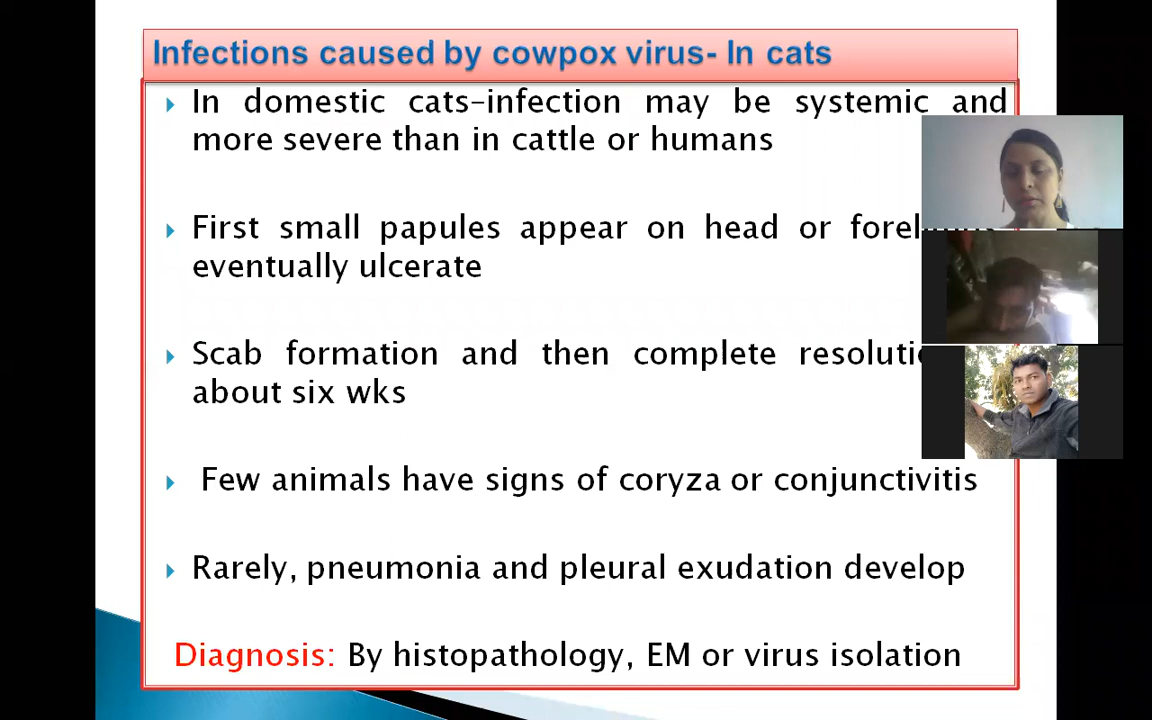 Infections caused by cowpox virus- In cats
In domestic cats-infection may be systemic and
more severe than in cattle or humans
First small papules appear on head or
eventually ulcerate
Scab formation and then complete
about six wks
Few animals have signs of coryza or conjunctivitis
Rarely, pneumonia and pleural exudation develop
Diagnosis: By histopathology, EM or virus isolation